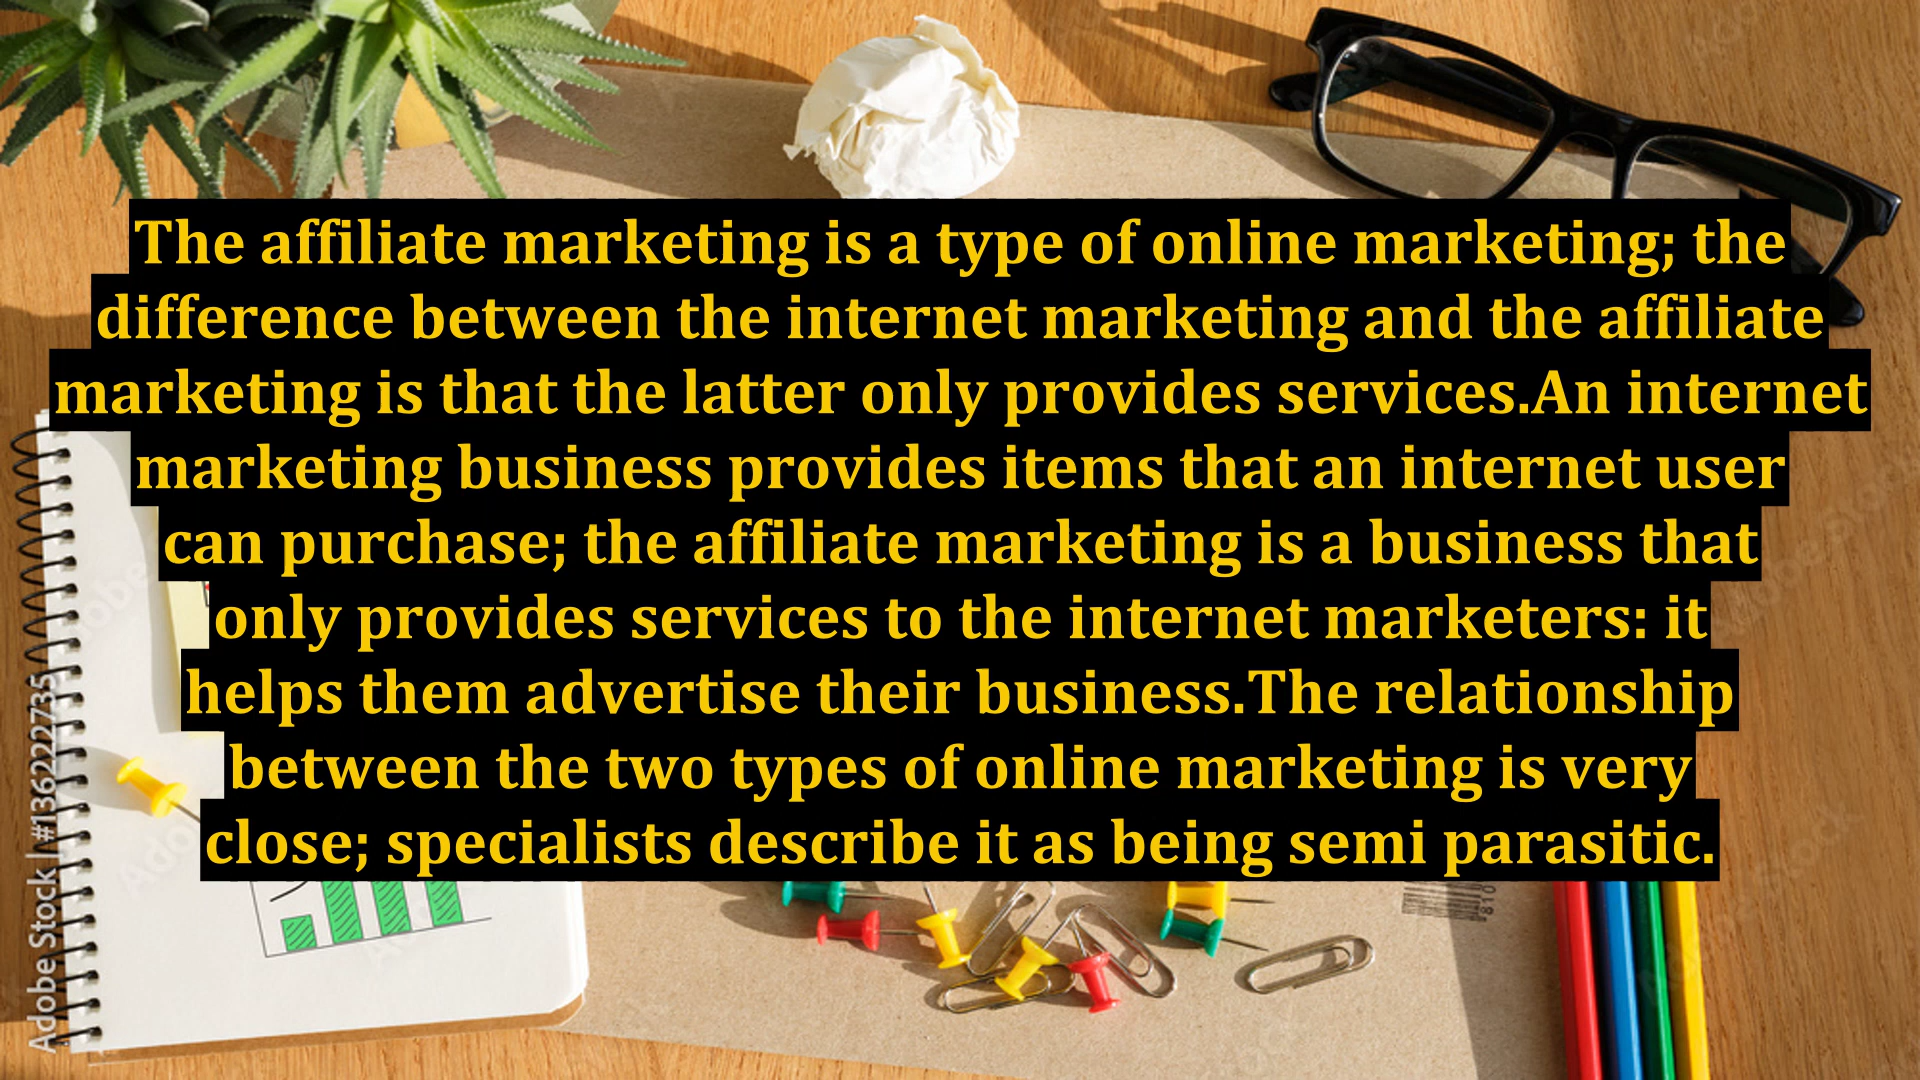 The affiliate marketing is a type of online marketing; the
difference between the internet marketing and the affiliate
marketing is that the latter only provides services.An internet
marketing business provides items that an internet user
can purchase; the affiliate marketing is a business that
only provides services to the internet marketers: it
helps them advertise their business.The relationship
between the two types of online marketing is very
close; specialists describe it as being semi parasitic.
Adobe Stock | #136222735